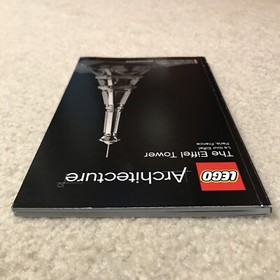 LEGO
Architecture
The Eiffel Tower
La tour Eiffel
Paris, France